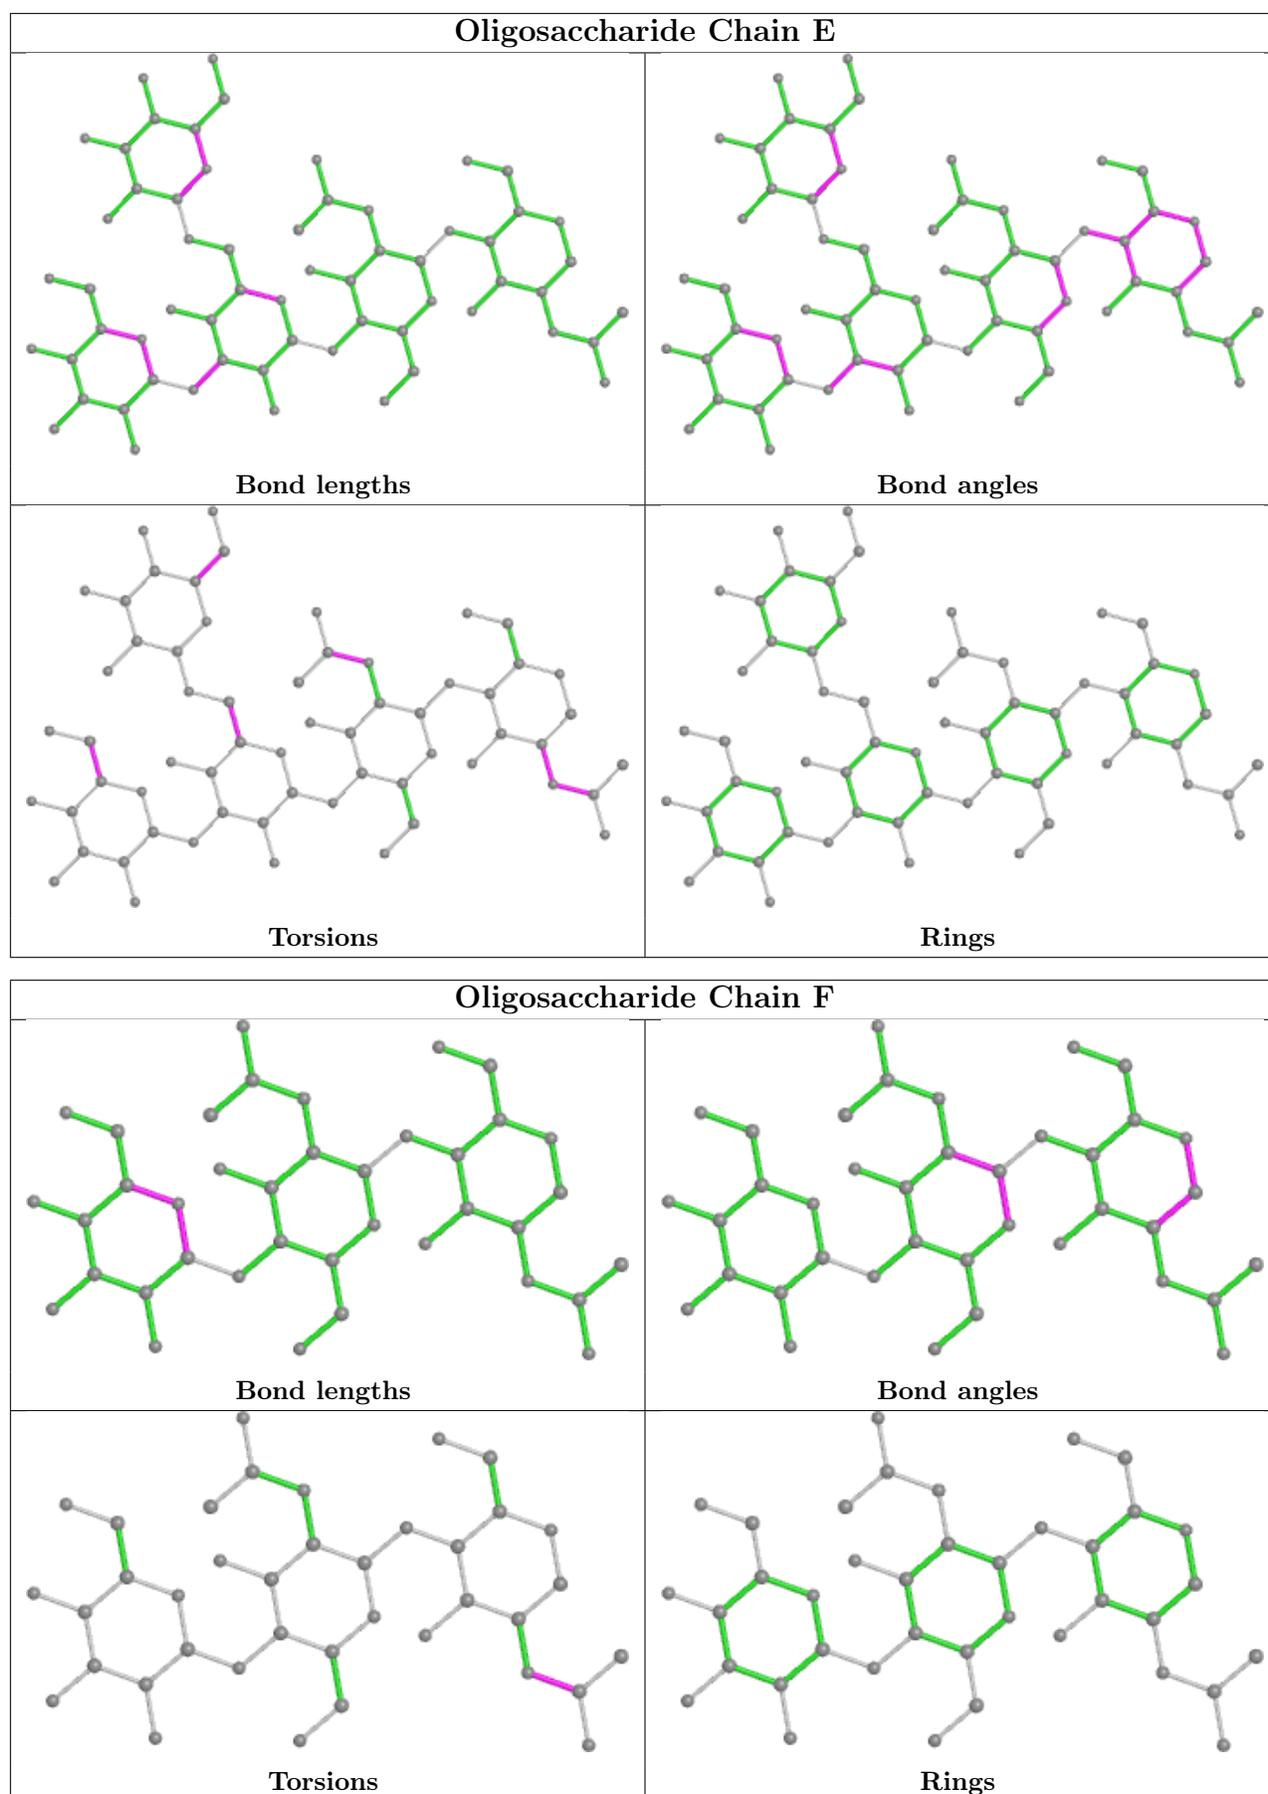 Oligosaccharide Chain E
Bond lengths
Bond angles
Torsions
Rings
Oligosaccharide Chain F
Bond lengths
Bond angles
Torsions
Rings